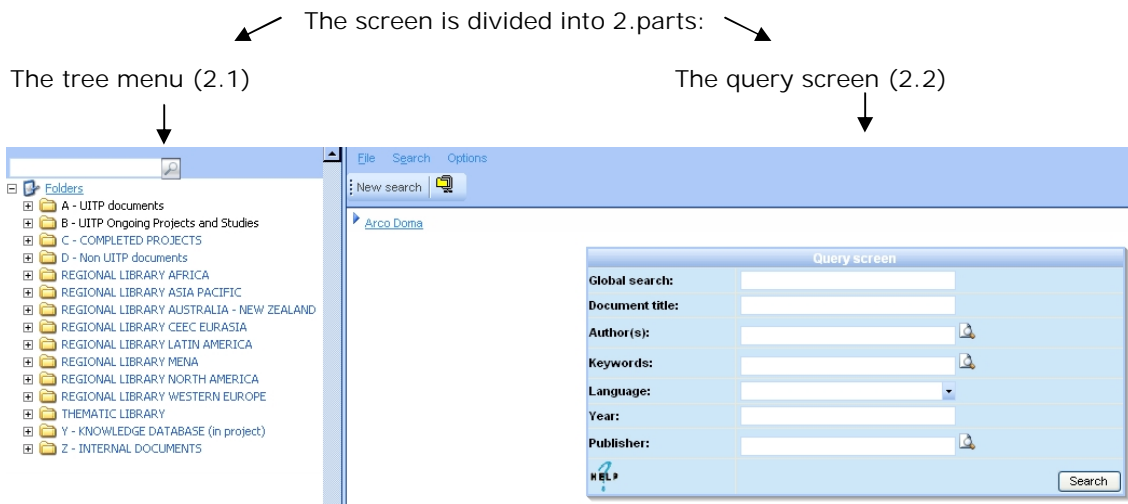 The screen is divided into 2.parts:
The tree menu (2.1)
The query screen (2.2)
Folders
A - UITP documents
B - UITP Ongoing Projects and Studies
C - COMPLETED PROJECTS
D - Non UITP documents
REGIONAL LIBRARY AFRICA
REGIONAL LIBRARY ASIA PACIFIC
REGIONAL LIBRARY AUSTRALIA - NEW ZEALAND
REGIONAL LIBRARY CEEC EURASIA
REGIONAL LIBRARY LATIN AMERICA
REGIONAL LIBRARY MENA
REGIONAL LIBRARY NORTH AMERICA
REGIONAL LIBRARY WESTERN EUROPE
THEMATIC LIBRARY
Y - KNOWLEDGE DATABASE (in project)
Z - INTERNAL DOCUMENTS
File Search Options
New search
Arco Doma
Query screen
Global search:
Document title:
Author(s):
Keywords:
Language:
Year:
Publisher:
HELP
Search